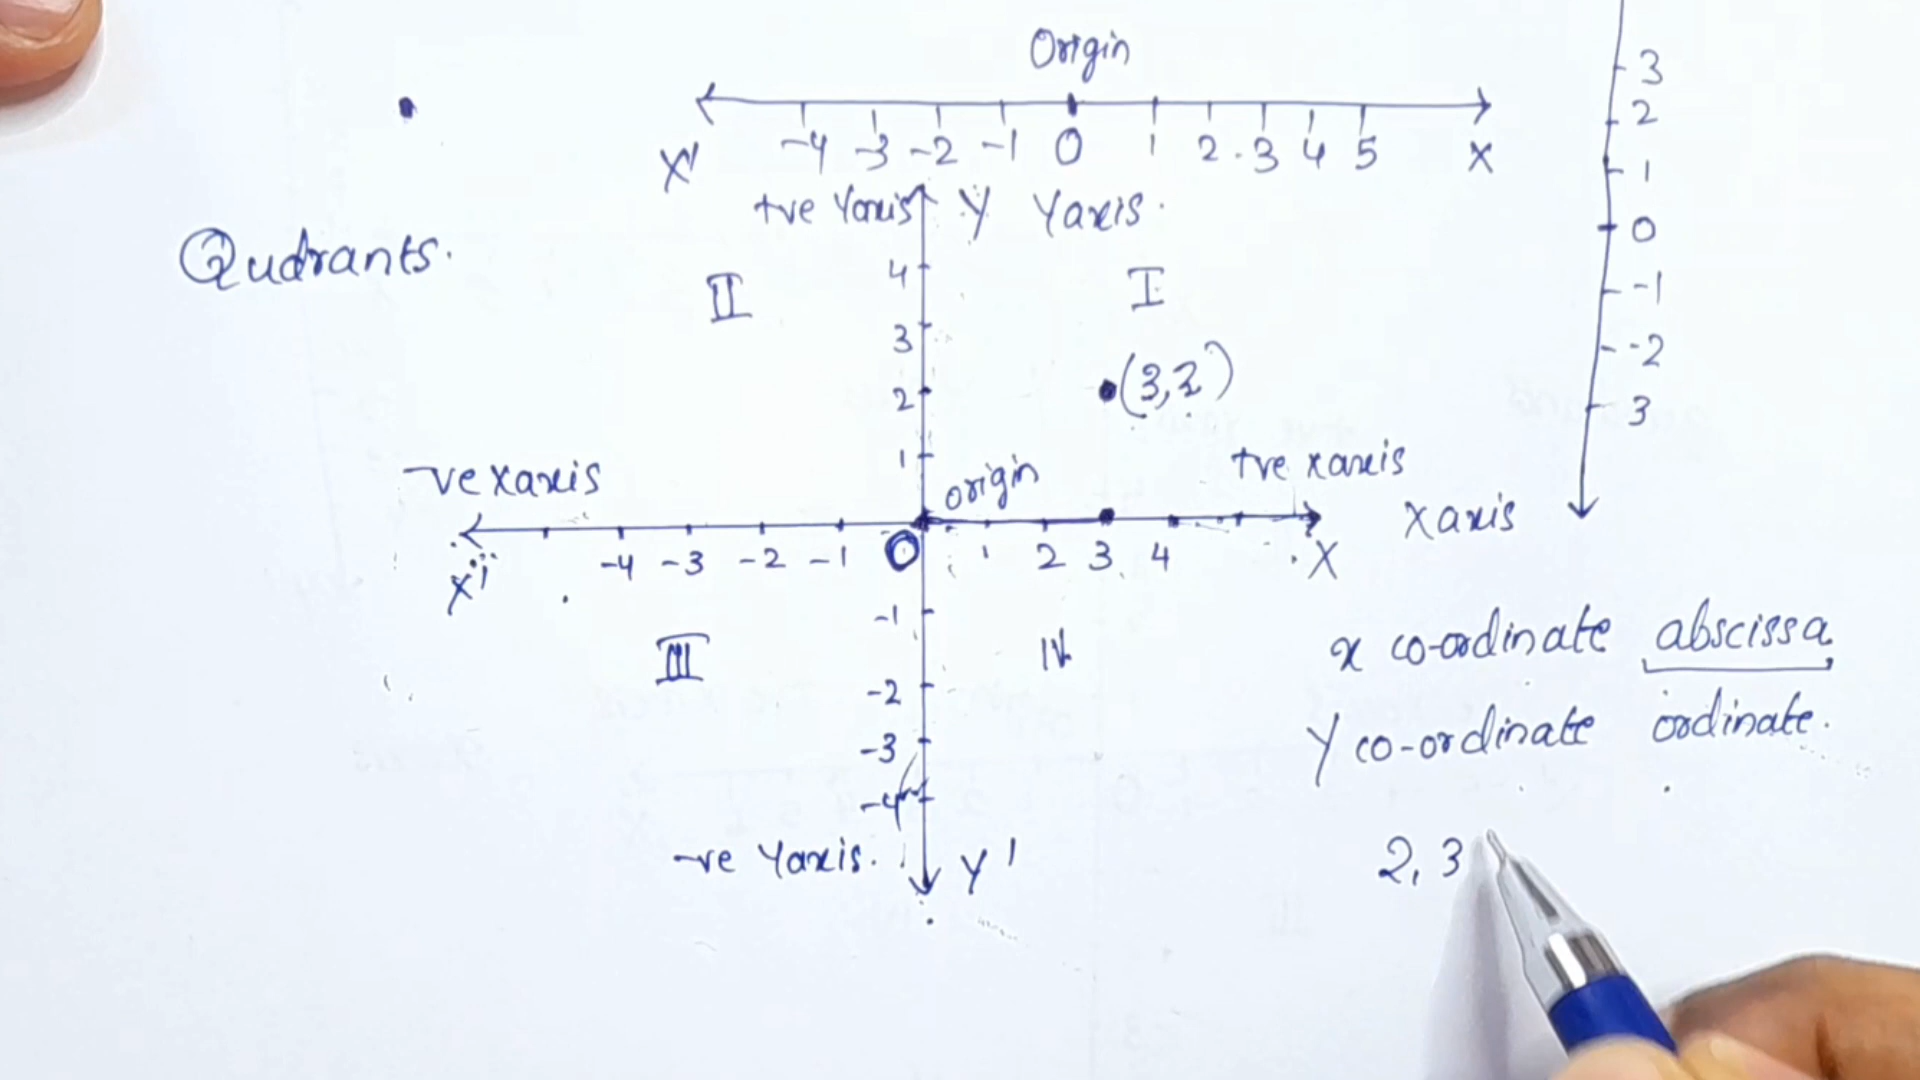 Origin
-4 -3 -2 -1 0 1 2 3 4 5
X' X
3
2
1
0
-1
-2
3
+ve Yaxis Y Yaxis
Qudrants.
II I
4
3
2
1
(3,2)
-ve xaxis origin +ve xaxis
X axis
-4 -3 -2 -1 0 1 2 3 4
X' X
-1
-2
-3
-4
III IV
x co-ordinate abscissa
Y co-ordinate ordinate.
-ve Yaxis. Y'
2, 3